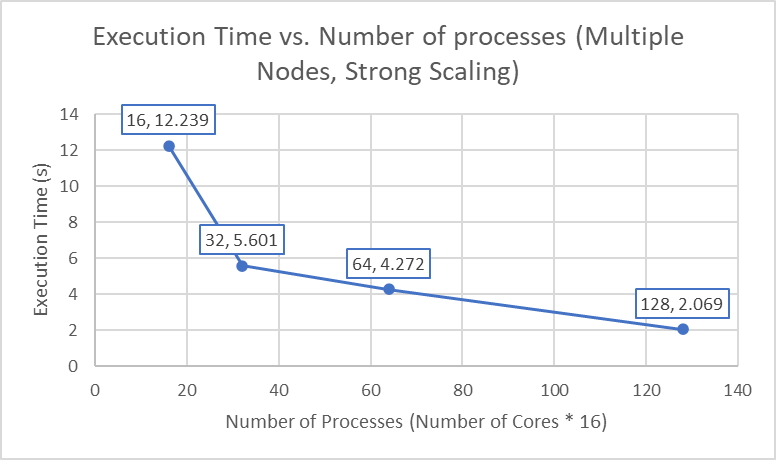 Execution Time vs. Number of processes (Multiple
Nodes, Strong Scaling)
14
12
10
8
6
4
2
0
Execution Time (s)
16, 12.239
32, 5.601
64, 4.272
128, 2.069
0 20 40 60 80 100 120 140
Number of Processes (Number of Cores * 16)